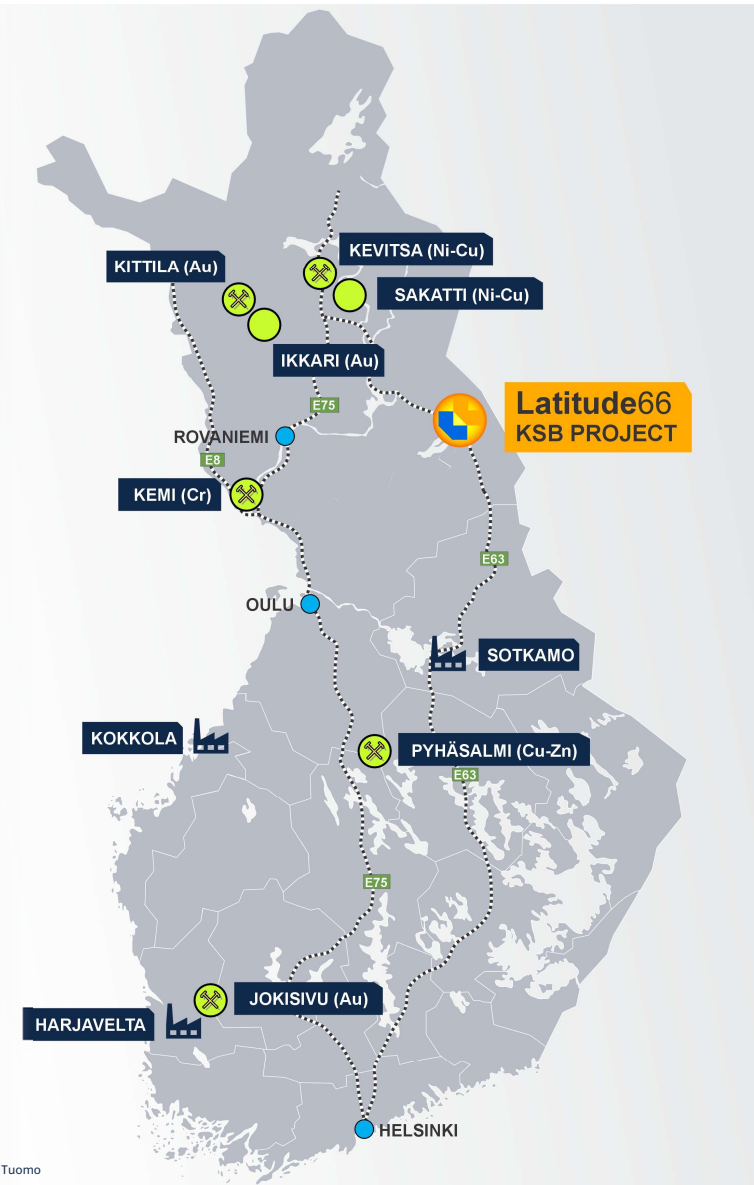 KEVITSA (Ni-Cu)
KITTILA (Au)
SAKATTI (Ni-Cu)
IKKARI (Au)
E75
Latitude66
KSB PROJECT
ROVANIEMI
E8
KEMI (Cr)
E63
OULU
SOTKAMO
KOKKOLA
PYHÄSALMI (Cu-Zn)
E63
E75
JOKISIVU (Au)
HARJAVELTA
HELSINKI
Tuomo